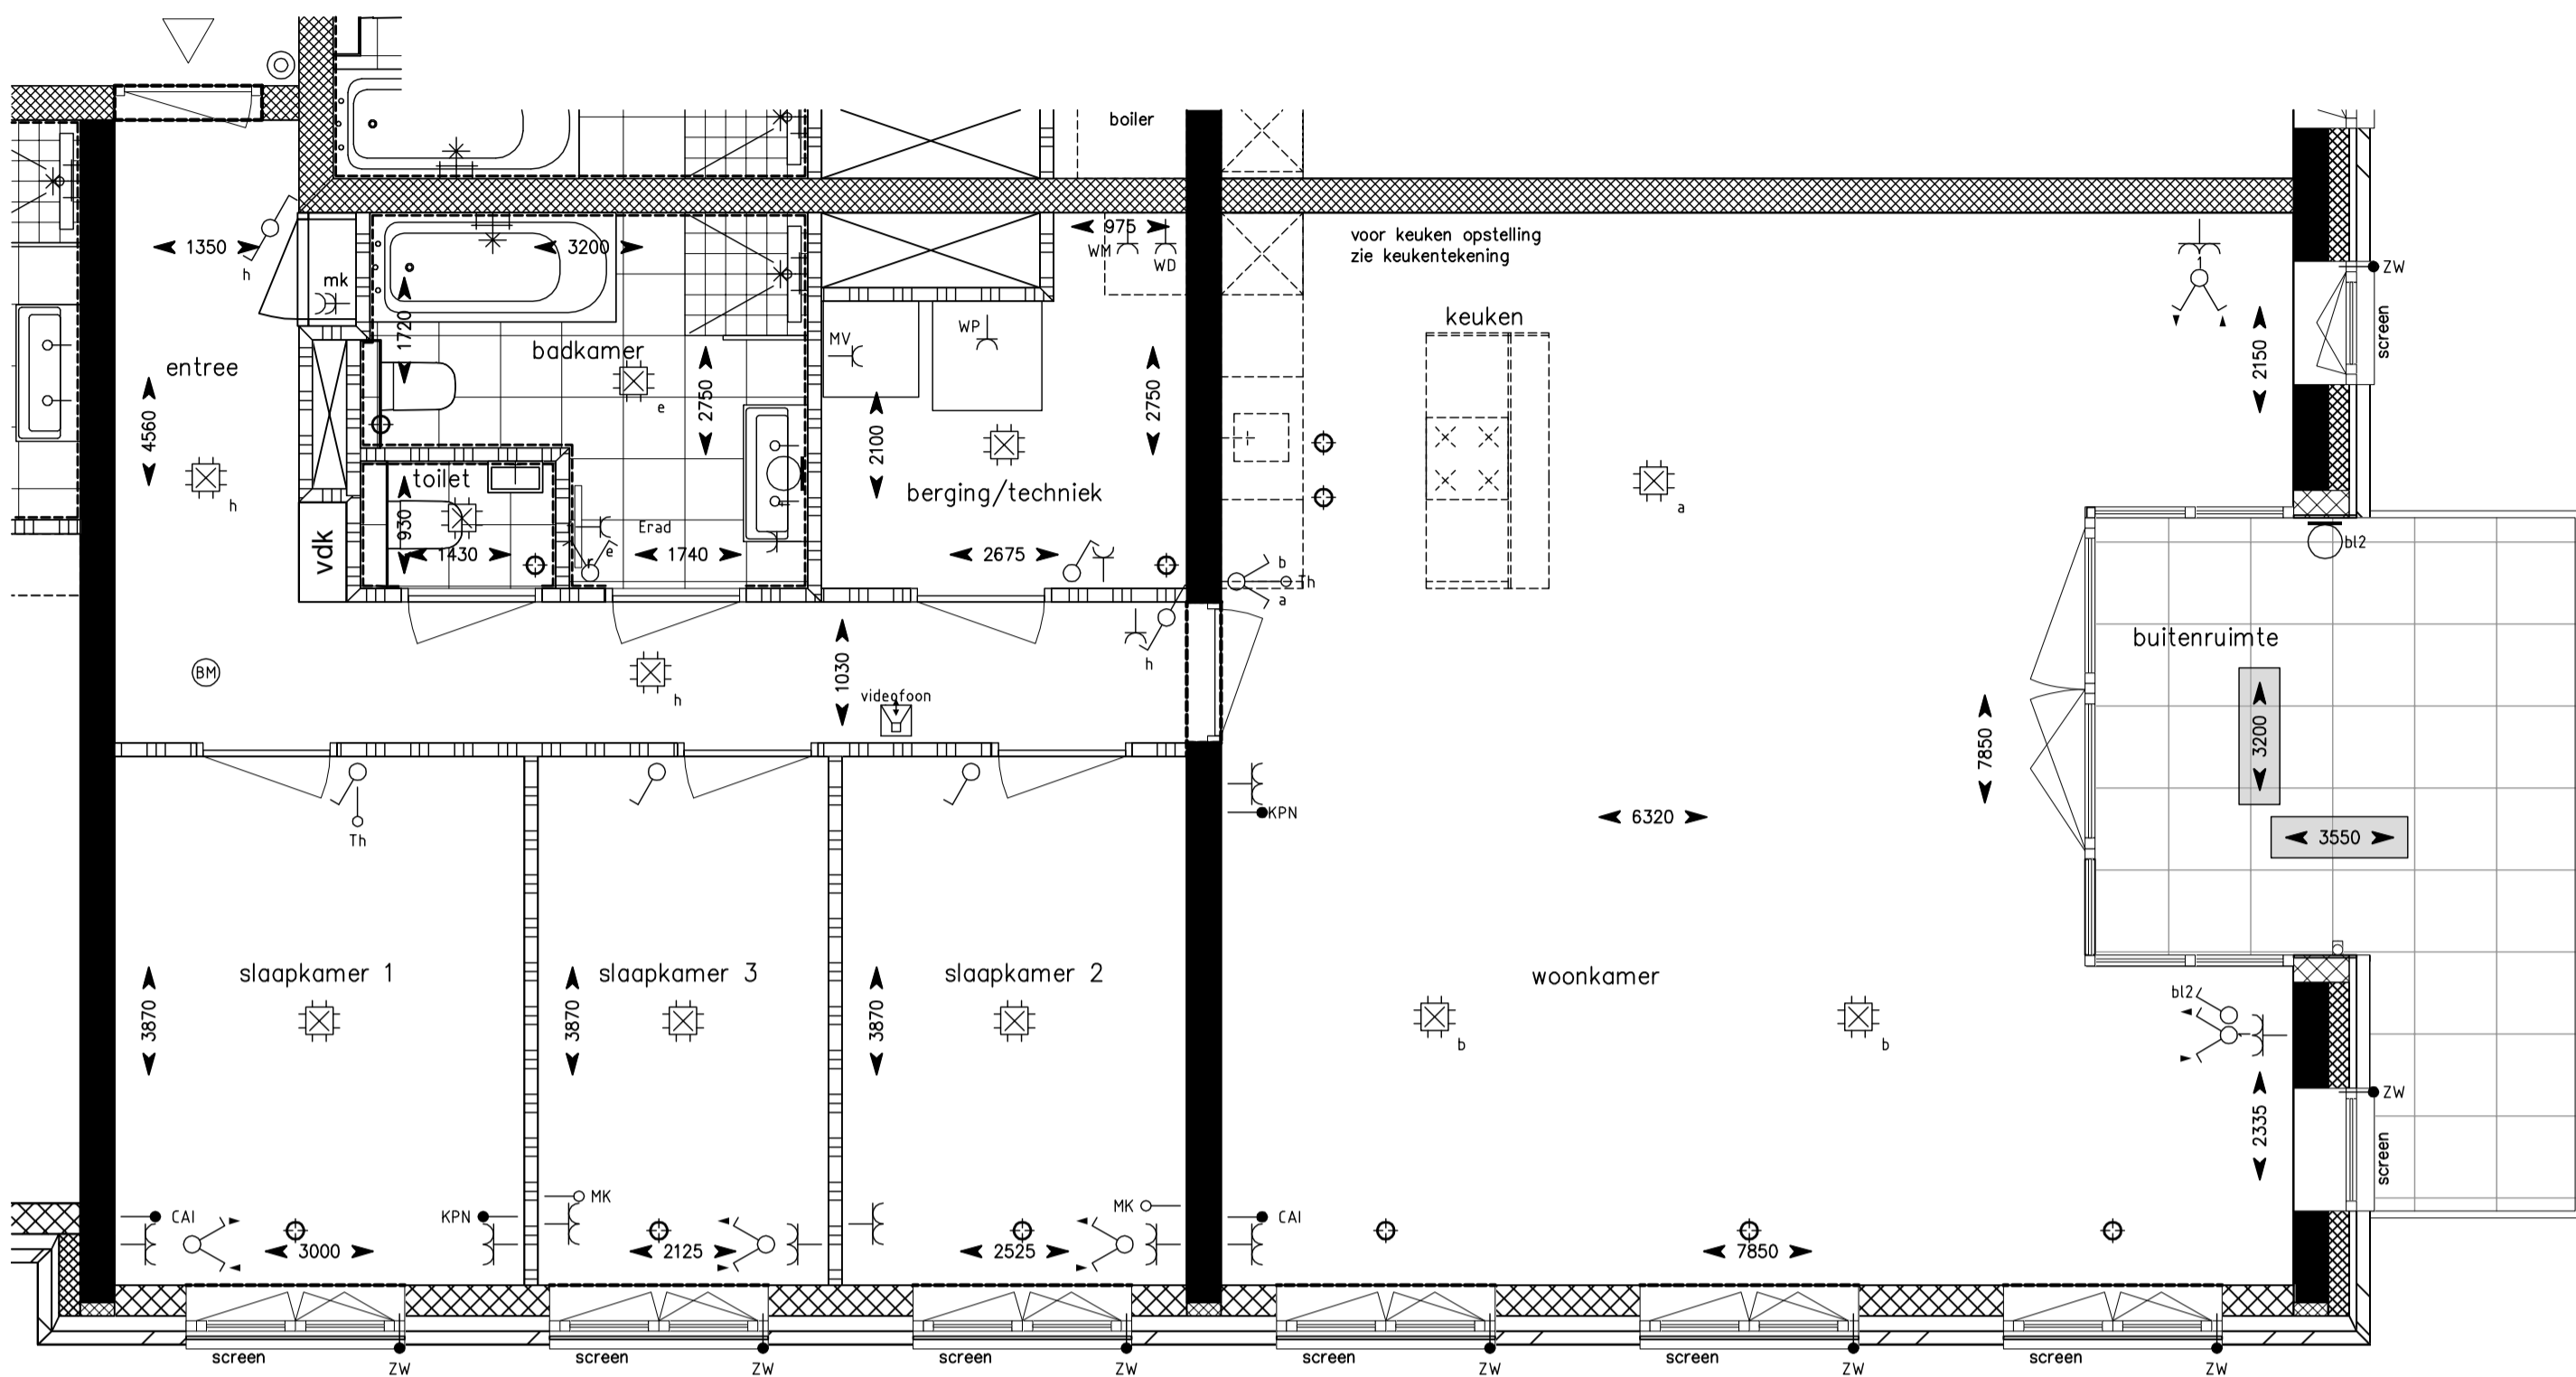 boiler
1350
h
mk
3200
975
WM
WD
voor keuken opstelling
zie keukentekening
ZW
screen
1720
badkamer
e
MV
WP
keuken
2150
entree
4560
h
2750
2100
2750
berging/techniek
a
toilet
930
1430
vdk
Erad
e
r
1740
2675
b
Th
a
bl2
BM
h
1030
videofoon
h
buitenruimte
3200
7850
3550
6320
KPN
Th
slaapkamer 1
slaapkamer 3
slaapkamer 2
woonkamer
3870
3870
3870
b
b
bl2
ZW
2335
screen
CAI
KPN
MK
MK
CAI
3000
2125
2525
7850
screen
ZW
screen
ZW
screen
ZW
screen
ZW
screen
ZW
screen
ZW